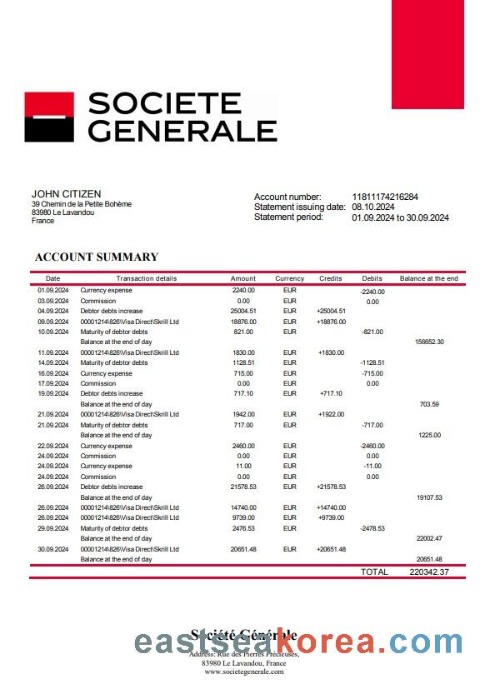 SOCIETE
GENERALE
JOHN CITIZEN
39 Chemin de la Petite Bohème
83980 Le Lavandou
France
Account number: 11811174216284
Statement issuing date: 08.10.2024
Statement period: 01.09.2024 to 30.09.2024
ACCOUNT SUMMARY
Date Transaction details Amount Currency Credits Debits Balance at the end
01.09.2024 Currency expense 2240.00 EUR -2240.00
03.09.2024 Commission 0.00 EUR 0.00
04.09.2024 Debtor debts increase 25004.51 EUR +25004.51
09.09.2024 00001214\826\Visa Direct\Skrill Ltd 18876.00 EUR +18876.00
10.09.2024 Maturity of debtor debts 821.00 EUR -821.00
Balance at the end of day 158652.30
11.09.2024 00001214\826\Visa Direct\Skrill Ltd 1830.00 EUR +1830.00
14.09.2024 Maturity of debtor debts 1128.51 EUR -1128.51
16.09.2024 Currency expense 715.00 EUR -715.00
17.09.2024 Commission 0.00 EUR 0.00
19.09.2024 Debtor debts increase 717.10 EUR +717.10
Balance at the end of day 703.59
21.09.2024 00001214\826\Visa Direct\Skrill Ltd 1942.00 EUR +1922.00
21.09.2024 Maturity of debtor debts 717.00 EUR -717.00
Balance at the end of day 1225.00
22.09.2024 Currency expense 2460.00 EUR -2460.00
24.09.2024 Commission 0.00 EUR 0.00
24.09.2024 Currency expense 11.00 EUR -11.00
24.09.2024 Commission 0.00 EUR 0.00
26.09.2024 Debtor debts increase 21578.53 EUR +21578.53
Balance at the end of day 19107.53
26.09.2024 00001214\826\Visa Direct\Skrill Ltd 14740.00 EUR +14740.00
26.09.2024 00001214\826\Visa Direct\Skrill Ltd 9739.00 EUR +9739.00
29.09.2024 Maturity of debtor debts 2476.53 EUR -2478.53
Balance at the end of day 22002.47
30.09.2024 00001214\826\Visa Direct\Skrill Ltd 20651.48 EUR +20651.48
Balance at the end of day 20651.48
TOTAL 220342.37
Société Générale
eastseakorea.com
Address: Rue des Pierres Précieuses,
83980 Le Lavandou, France
www.societegenerale.com